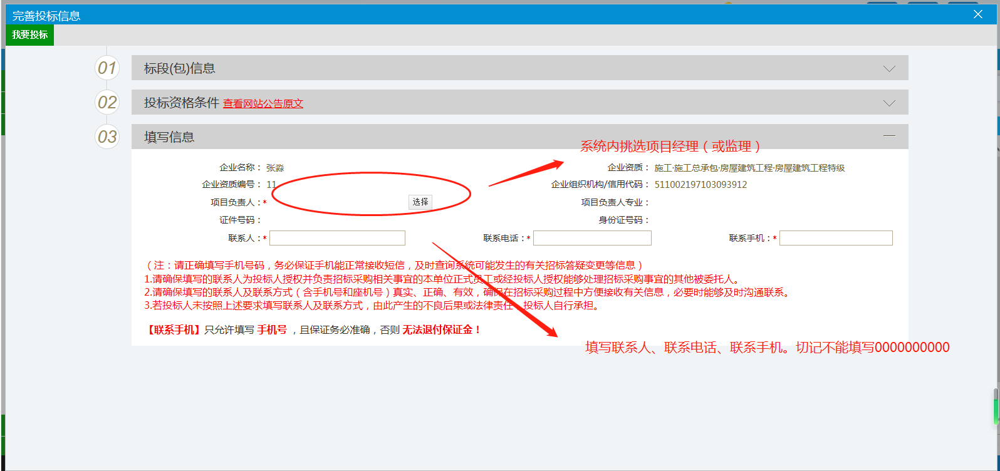 完善投标信息
我要投标
01 标段(包)信息
02 投标资格条件 查看网站公告原文
03 填写信息
系统内挑选项目经理（或监理）
企业名称： 张淼 企业资质： 施工·施工总承包·房屋建筑工程·房屋建筑工程特级
企业资质编号： 11 企业组织机构/信用代码： 511002197103093912
项目负责人：* 选择 项目负责人专业：
证件号码： 身份证号码：
联系人：* 联系电话：* 联系手机：*
（注：请正确填写手机号码，务必保证手机能正常接收短信，及时查询系统可能发生的有关招标答疑变更等信息）
1.请确保填写的联系人为投标人授权并负责招标采购相关事宜的本单位正式员工或经投标人授权能够处理招标采购事宜的其他被委托人。
2.请确保填写的联系人及联系方式（含手机号和座机号）真实、正确、有效，确保在招标采购过程中方便接收有关信息，必要时能够及时沟通联系。
3.若投标人未按照上述要求填写联系人及联系方式，由此产生的不良后果或法律责任，投标人自行承担。
【联系手机】只允许填写 手机号 ，且保证务必准确，否则 无法退付保证金！
填写联系人、联系电话、联系手机。切记不能填写0000000000